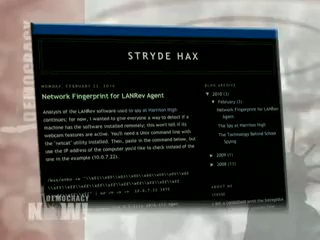 DEMOCRACY
STRYDE HAX
MONDAY, FEBRUARY 22, 2010
Network Fingerprint for LANRev Agent
Analysis of the LANRev software used to spy at Harriton High
continues; for now, I wanted to give everyone a way to detect if a
machine has the software installed remotely; this won't tell if its
webcam features are active. You'll need a Unix command line with
the "netcat" utility installed. Then, paste in the command below, but
use the IP address of the computer you'd like to check instead of the
one in the example (10.0.7.22).
BLOG ARCHIVE
▼ 2010 (3)
▼ February (3)
Network Fingerprint for LANRev
Agent
The Spy at Harriton High
The Technology Behind School
Spying
► 2009
► 2008
ABOUT ME
DEMOCRACY
NOW!